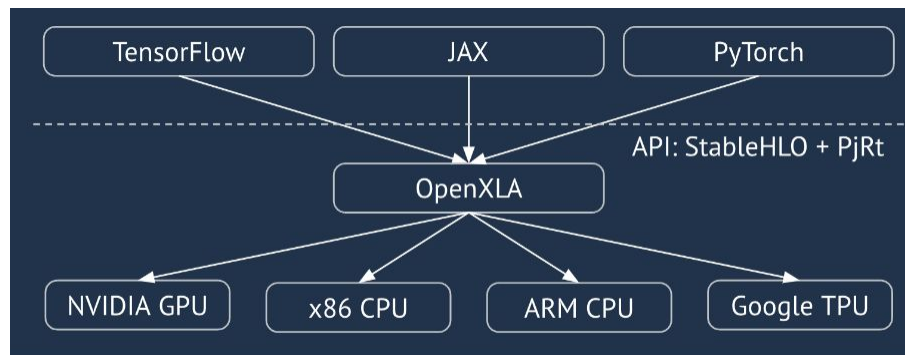 TensorFlow
JAX
PyTorch
API: StableHLO + PjRt
OpenXLA
NVIDIA GPU
x86 CPU
ARM CPU
Google TPU